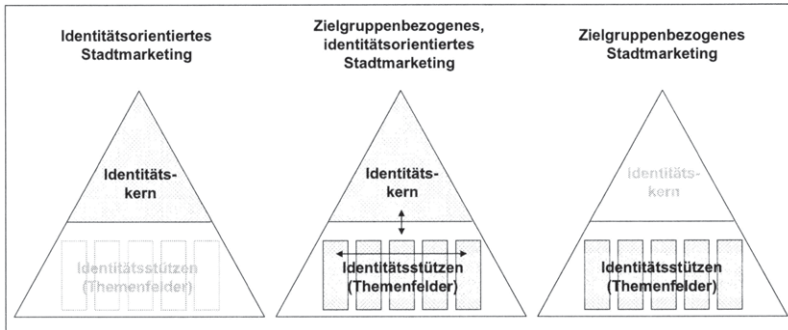 Identitätsorientiertes
Stadtmarketing
Zielgruppenbezogenes,
identitätsorientiertes
Stadtmarketing
Zielgruppenbezogenes
Stadtmarketing
Identitäts-
kern
Identitätsstützen
(Themenfelder)
Identitäts-
kern
Identitätsstützen
(Themenfelder)
Identitäts-
kern
Identitätsstützen
(Themenfelder)